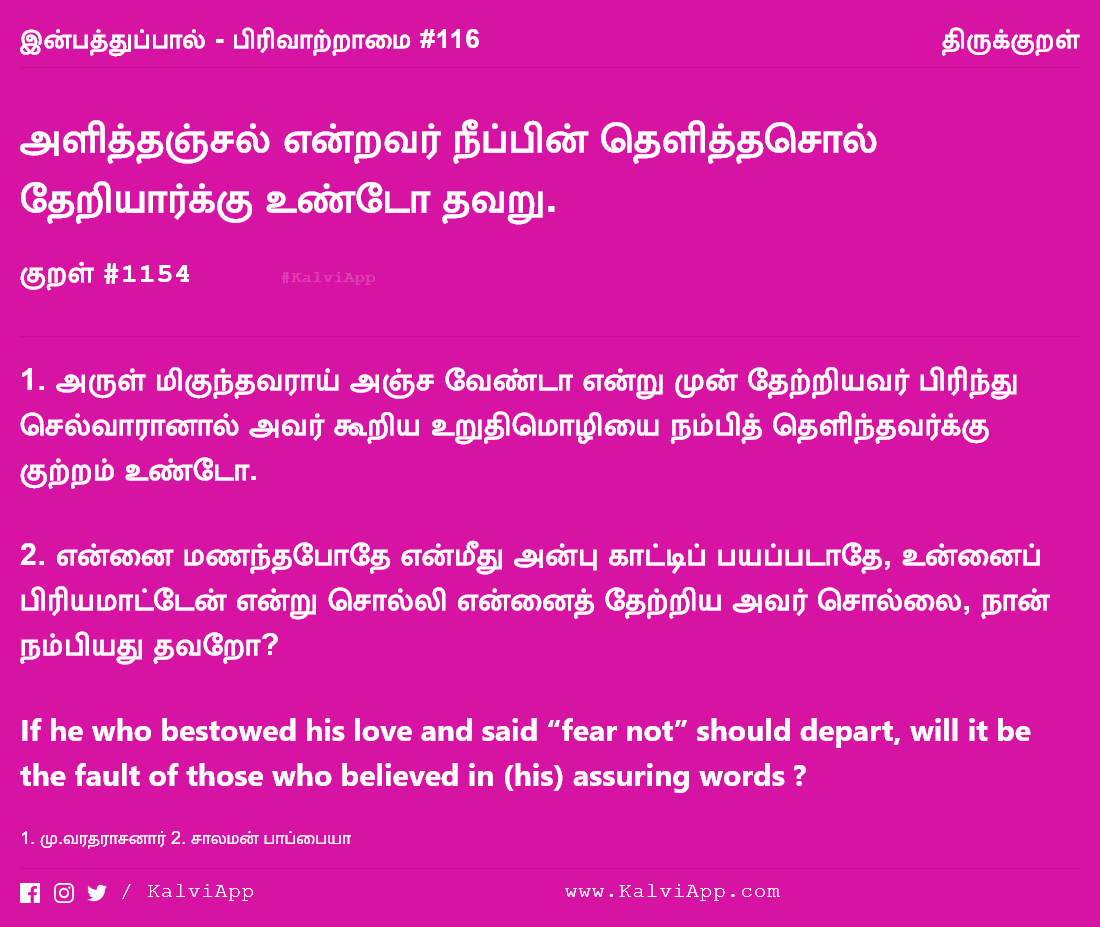 இன்பத்துப்பால் - பிரிவாற்றாமை #116
திருக்குறள்
அளித்தஞ்சல் என்றவர் நீப்பின் தெளித்தசொல்
தேறியார்க்கு உண்டோ தவறு.
குறள் #1154
#KalviApp
1. அருள் மிகுந்தவராய் அஞ்ச வேண்டா என்று முன் தேற்றியவர் பிரிந்து
செல்வாரானால் அவர் கூறிய உறுதிமொழியை நம்பித் தெளிந்தவர்க்கு
குற்றம் உண்டோ.
2. என்னை மணந்தபோதே என்மீது அன்பு காட்டிப் பயப்படாதே, உன்னைப்
பிரியமாட்டேன் என்று சொல்லி என்னைத் தேற்றிய அவர் சொல்லை, நான்
நம்பியது தவறோ?
If he who bestowed his love and said “fear not” should depart, will it be
the fault of those who believed in (his) assuring words ?
1. மு.வரதராசனார் 2. சாலமன் பாப்பையா
/ KalviApp
www.KalviApp.com